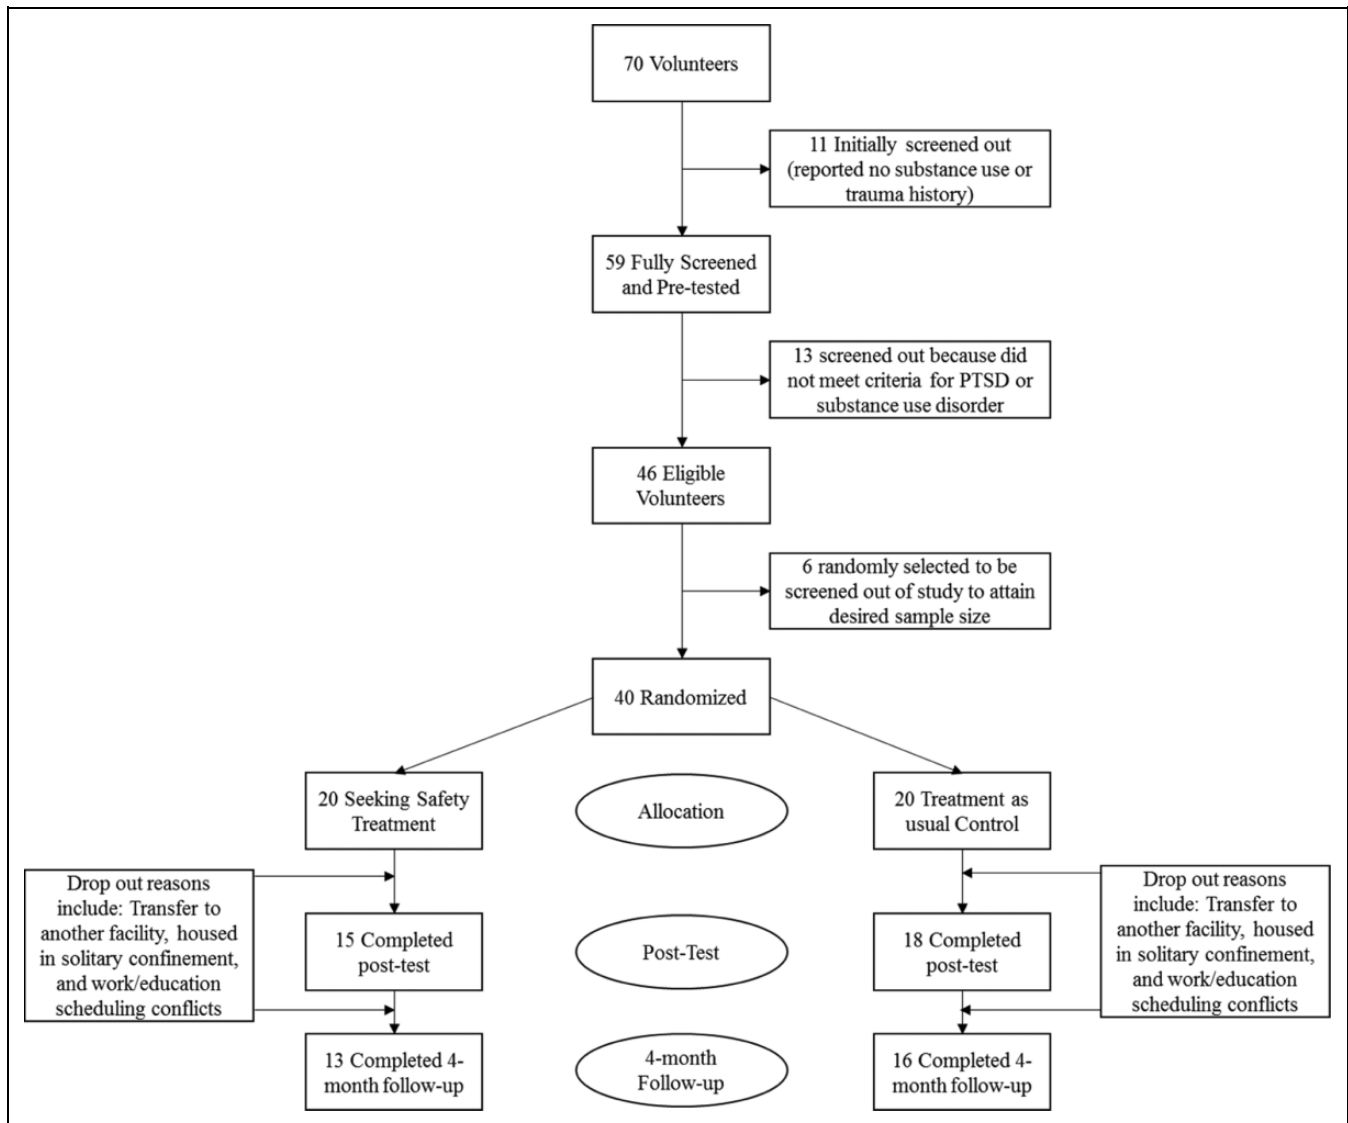 70 Volunteers
11 Initially screened out
(reported no substance use or
trauma history)
59 Fully Screened
and Pre-tested
13 screened out because did
not meet criteria for PTSD or
substance use disorder
46 Eligible
Volunteers
6 randomly selected to be
screened out of study to attain
desired sample size
40 Randomized
20 Seeking Safety
Treatment
Allocation
20 Treatment as
usual Control
Drop out reasons
include: Transfer to
another facility, housed
in solitary confinement,
and work/education
scheduling conflicts
15 Completed
post-test
Post-Test
18 Completed
post-test
Drop out reasons
include: Transfer to
another facility, housed
in solitary confinement,
and work/education
scheduling conflicts
13 Completed 4-
month follow-up
4-month
Follow-up
16 Completed 4-
month follow-up